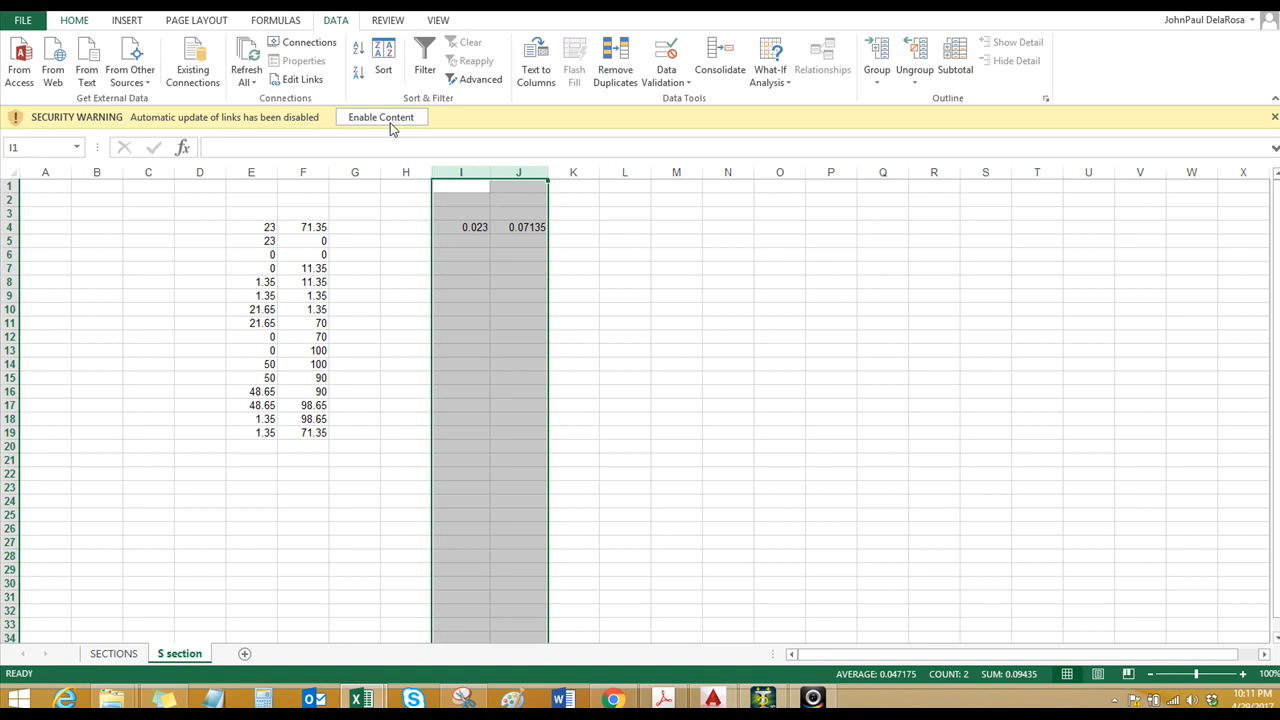 JohnPaul DelaRosa
FILE HOME INSERT PAGE LAYOUT FORMULAS DATA REVIEW VIEW
From Access
From Web
From Text
From Other Sources
Existing Connections
Get External Data
Refresh All
Connections
Properties
Edit Links
Connections
Sort
Filter
Clear
Reapply
Advanced
Sort & Filter
Text to Columns
Flash Fill
Remove Duplicates
Data Validation
Consolidate
What-If Analysis
Relationships
Data Tools
Group
Ungroup
Subtotal
Show Detail
Hide Detail
Outline
SECURITY WARNING Automatic update of links has been disabled Enable Content
I1 fx
A B C D E F G H I J K L M N O P Q R S T U V W X
1
2
3
4 23 71.35 0.023 0.07135
5 23 0
6 0 0
7 0 11.35
8 1.35 11.35
9 1.35 1.35
10 21.65 1.35
11 21.65 70
12 0 70
13 0 100
14 50 100
15 50 90
16 48.65 90
17 48.65 98.65
18 1.35 98.65
19 1.35 71.35
20
21
22
23
24
25
26
27
28
29
30
31
32
33
34
SECTIONS S section
READY AVERAGE: 0.047175 COUNT: 2 SUM: 0.09435 100%
10:11 PM
4/29/2017